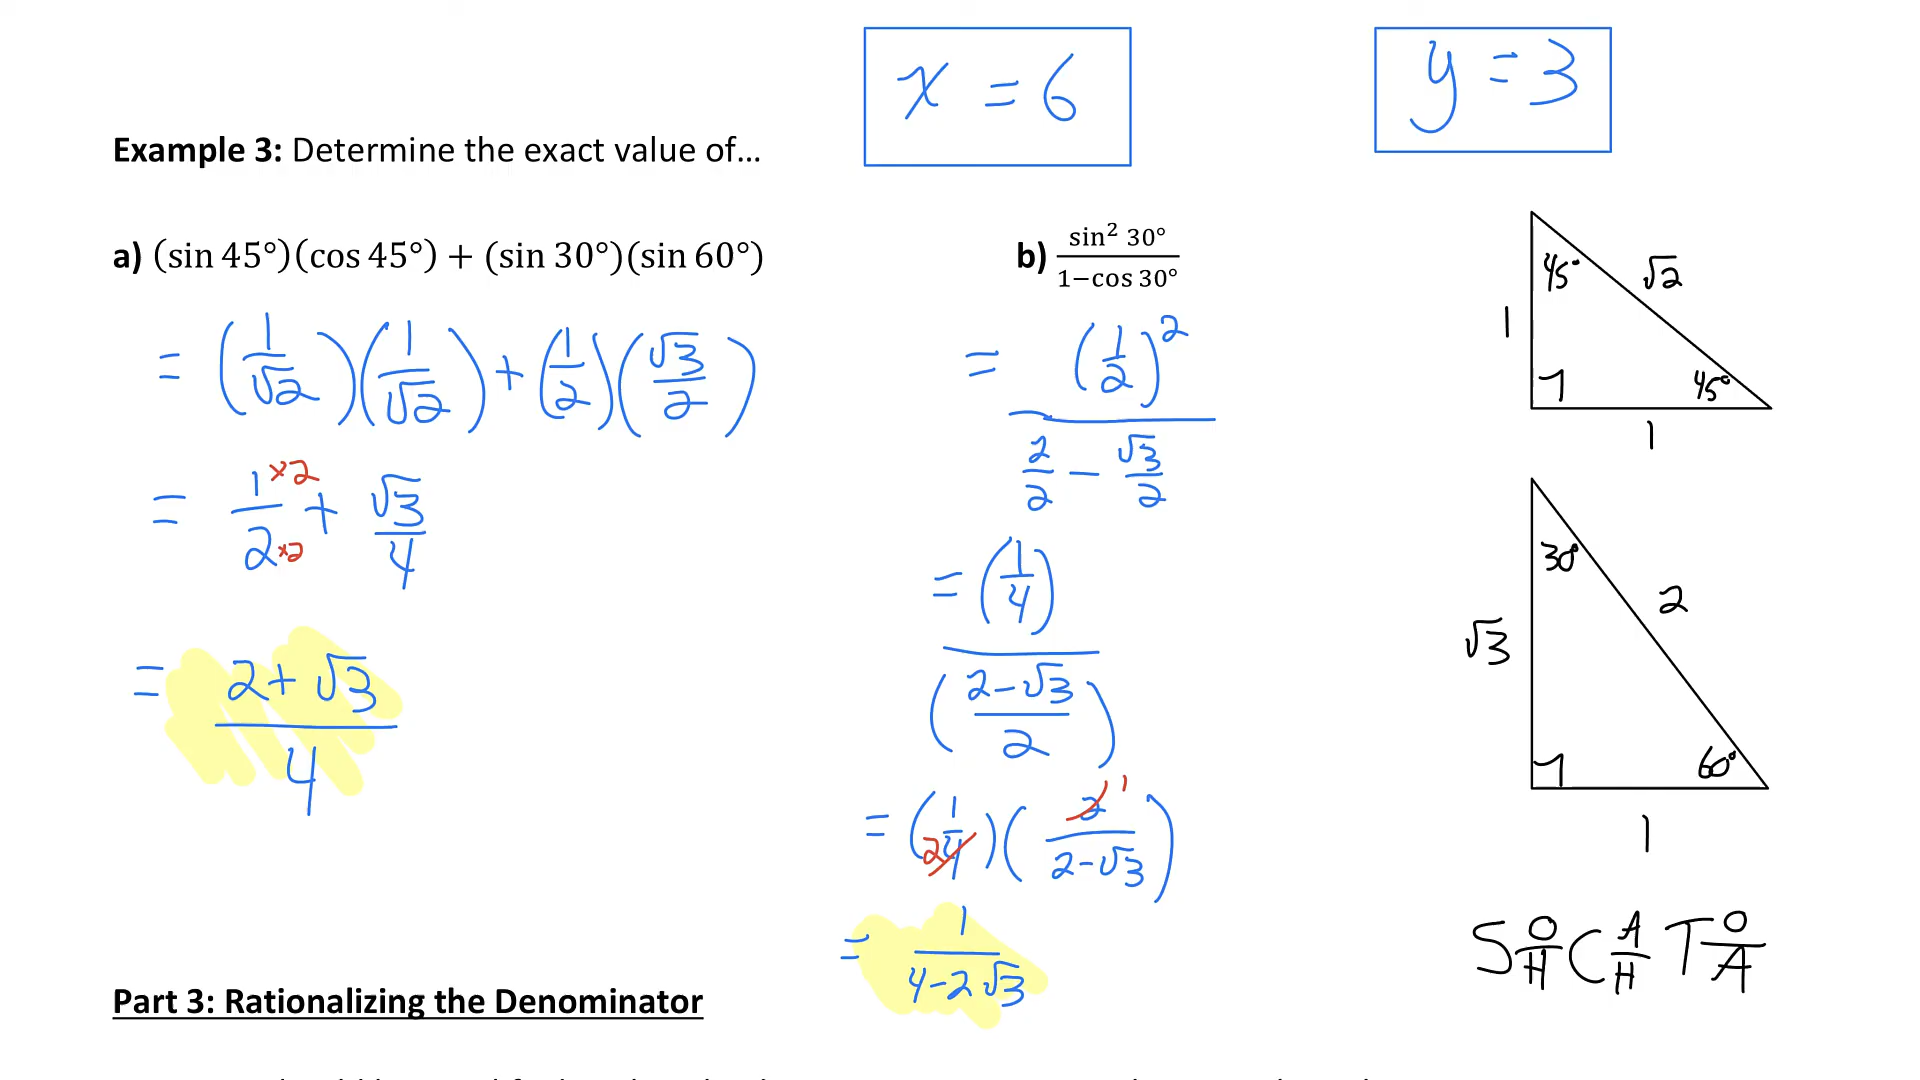 x = 6
y = 3
Example 3: Determine the exact value of...
a) (sin 45°)(cos 45°) + (sin 30°)(sin 60°)
= (1/√2)(1/√2) + (1/2)(√3/2)
= 1×2/2×2 + √3/4
= 2+√3/4
b) sin² 30°/1−cos 30°
= (1/2)²/2/2 − √3/2
= (1/4)/(2−√3/2)
= (1/4 2)(2 1/2−√3)
= 1/4−2√3
45°
√2
1
45°
1
30°
2
√3
60°
1
S O/H C A/H T O/A
Part 3: Rationalizing the Denominator